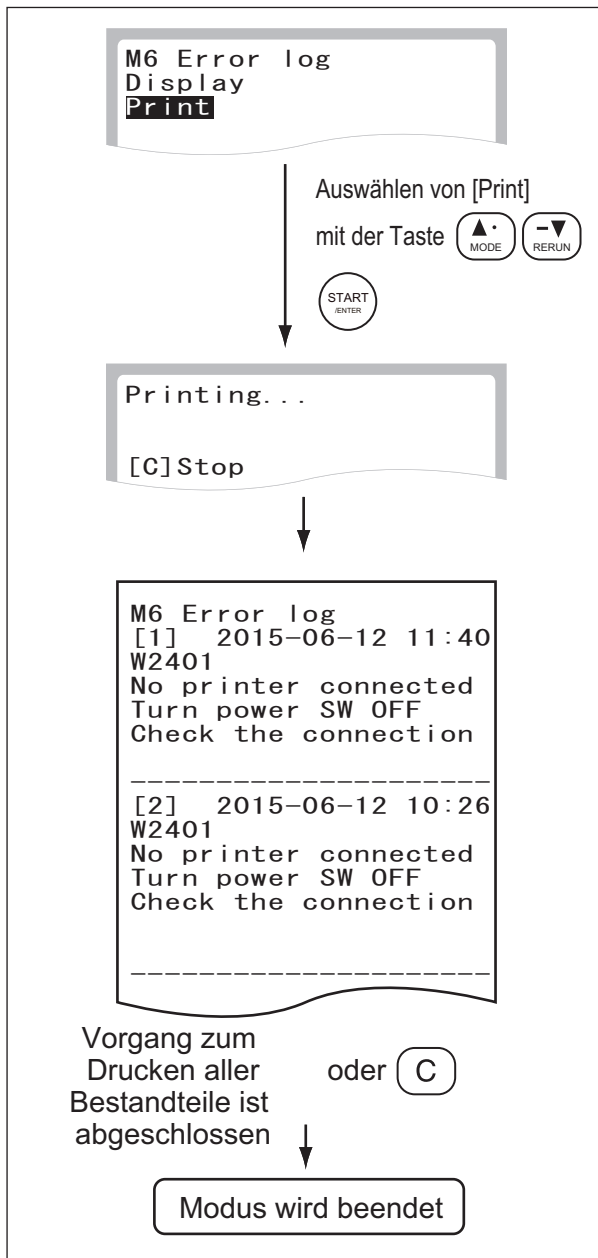 M6 Error log
Display
Print
Auswählen von [Print]
mit der Taste ▲· MODE −▼ RERUN
START
/ENTER
Printing...
[C]Stop
M6 Error log
[1] 2015-06-12 11:40
W2401
No printer connected
Turn power SW OFF
Check the connection
______________________
[2] 2015-06-12 10:26
W2401
No printer connected
Turn power SW OFF
Check the connection
______________________
Vorgang zum
Drucken aller
Bestandteile ist
abgeschlossen
oder C
Modus wird beendet